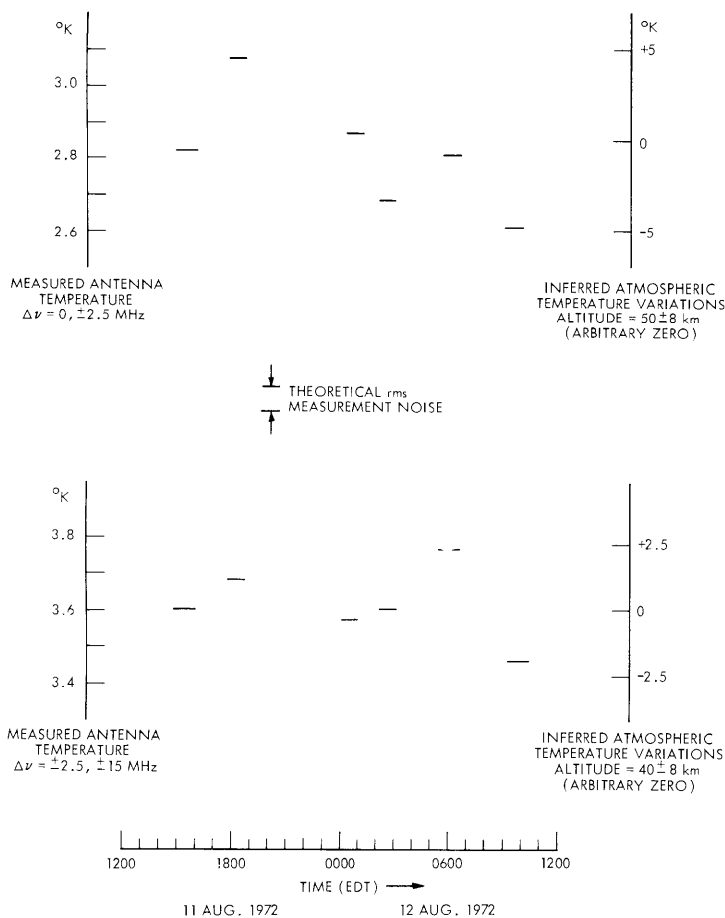 °K
°K
3.0
2.8
2.6
+5
0
-5
MEASURED ANTENNA
TEMPERATURE
Δν = 0, ±2.5 MHz
INFERRED ATMOSPHERIC
TEMPERATURE VARIATIONS
ALTITUDE = 50±8 km
(ARBITRARY ZERO)
THEORETICAL rms
MEASUREMENT NOISE
°K
3.8
3.6
3.4
+2.5
0
-2.5
MEASURED ANTENNA
TEMPERATURE
Δν = ±2.5, ±15 MHz
INFERRED ATMOSPHERIC
TEMPERATURE VARIATIONS
ALTITUDE = 40±8 km
(ARBITRARY ZERO)
1200 1800 0000 0600 1200
TIME (EDT)
11 AUG. 1972 12 AUG. 1972